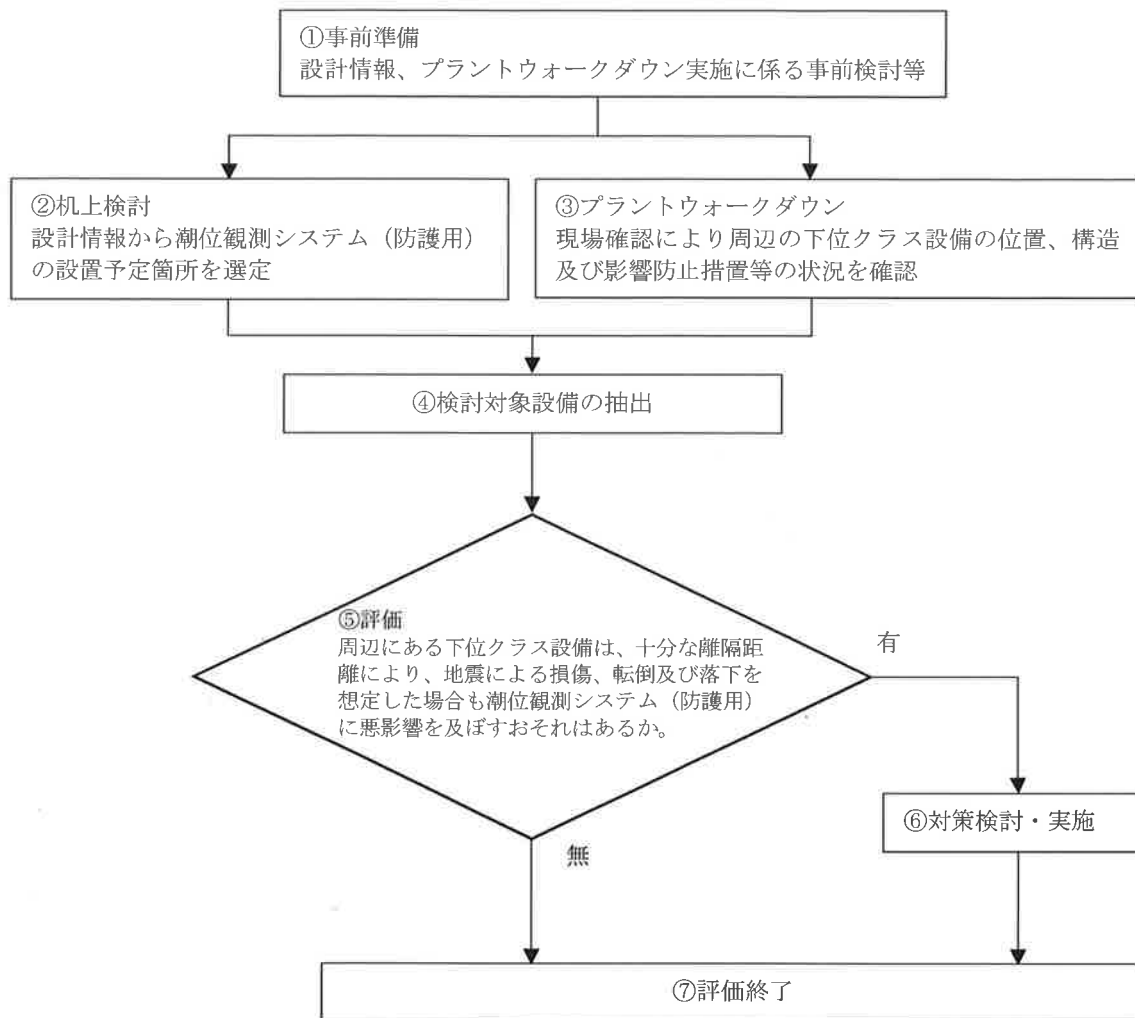 ①事前準備
設計情報、プラントウォークダウン実施に係る事前検討等
②机上検討
設計情報から潮位観測システム（防護用）
の設置予定箇所を選定
③プラントウォークダウン
現場確認により周辺の下位クラス設備の位置、構造
及び影響防止措置等の状況を確認
④検討対象設備の抽出
⑤評価
周辺にある下位クラス設備は、十分な離隔距
離により、地震による損傷、転倒及び落下を
想定した場合も潮位観測システム（防護用）
に悪影響を及ぼすおそれはあるか。
有
⑥対策検討・実施
無
⑦評価終了